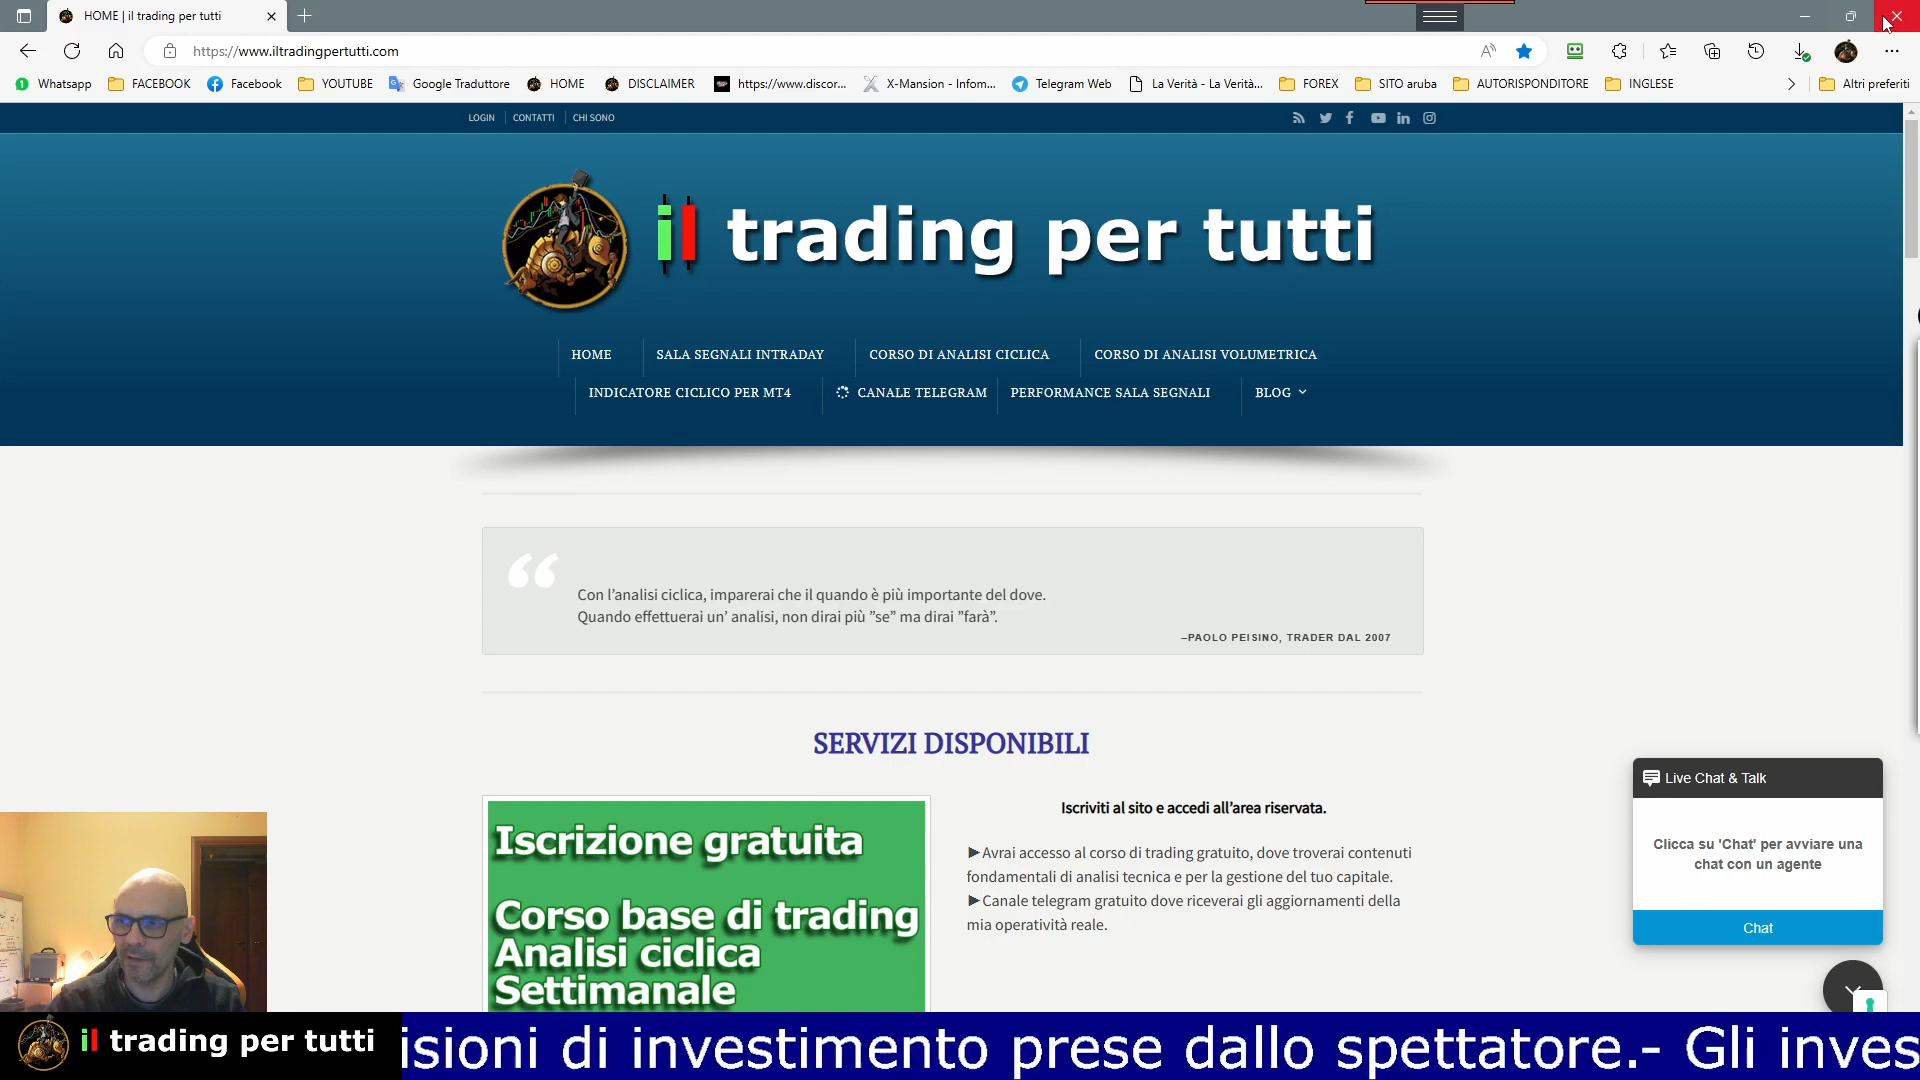 HOME | il trading per tutti
https://www.iltradingpertutti.com
Whatsapp FACEBOOK Facebook YOUTUBE Google Traduttore HOME DISCLAIMER https://www.discor... X-Mansion - Infom... Telegram Web La Verità - La Verità... FOREX SITO aruba AUTORISPONDITORE INGLESE Altri preferiti
LOGIN CONTATTI CHI SONO
il trading per tutti
HOME SALA SEGNALI INTRADAY CORSO DI ANALISI CICLICA CORSO DI ANALISI VOLUMETRICA
INDICATORE CICLICO PER MT4 CANALE TELEGRAM PERFORMANCE SALA SEGNALI BLOG
Con l’analisi ciclica, imparerai che il quando è più importante del dove.
Quando effettuerai un’ analisi, non dirai più ”se” ma dirai ”farà”.
–PAOLO PEISINO, TRADER DAL 2007
SERVIZI DISPONIBILI
Iscrizione gratuita
Corso base di trading
Analisi ciclica
Settimanale
Iscriviti al sito e accedi all’area riservata.
►Avrai accesso al corso di trading gratuito, dove troverai contenuti
fondamentali di analisi tecnica e per la gestione del tuo capitale.
►Canale telegram gratuito dove riceverai gli aggiornamenti della
mia operatività reale.
Live Chat & Talk
Clicca su 'Chat' per avviare una
chat con un agente
Chat
il trading per tutti
isioni di investimento prese dallo spettatore.- Gli inves